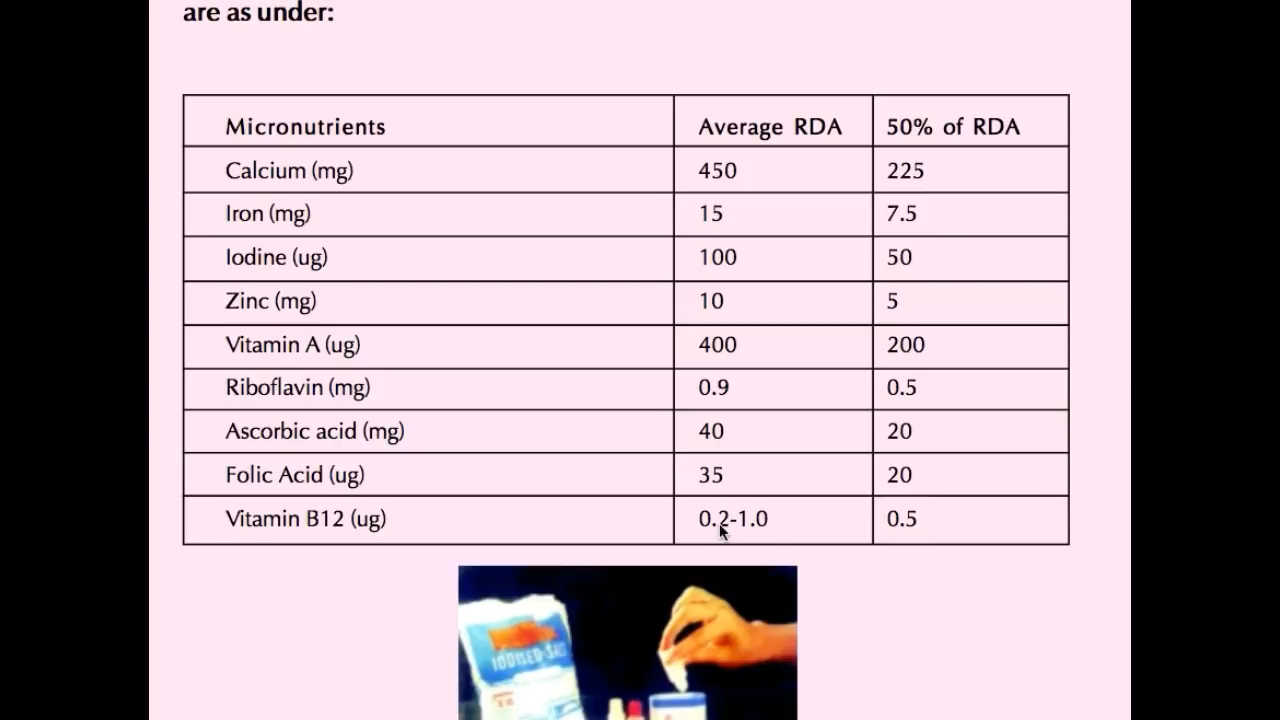 are as under:
Micronutrients Average RDA 50% of RDA
Calcium (mg) 450 225
Iron (mg) 15 7.5
Iodine (ug) 100 50
Zinc (mg) 10 5
Vitamin A (ug) 400 200
Riboflavin (mg) 0.9 0.5
Ascorbic acid (mg) 40 20
Folic Acid (ug) 35 20
Vitamin B12 (ug) 0.2-1.0 0.5
IODISED SALT